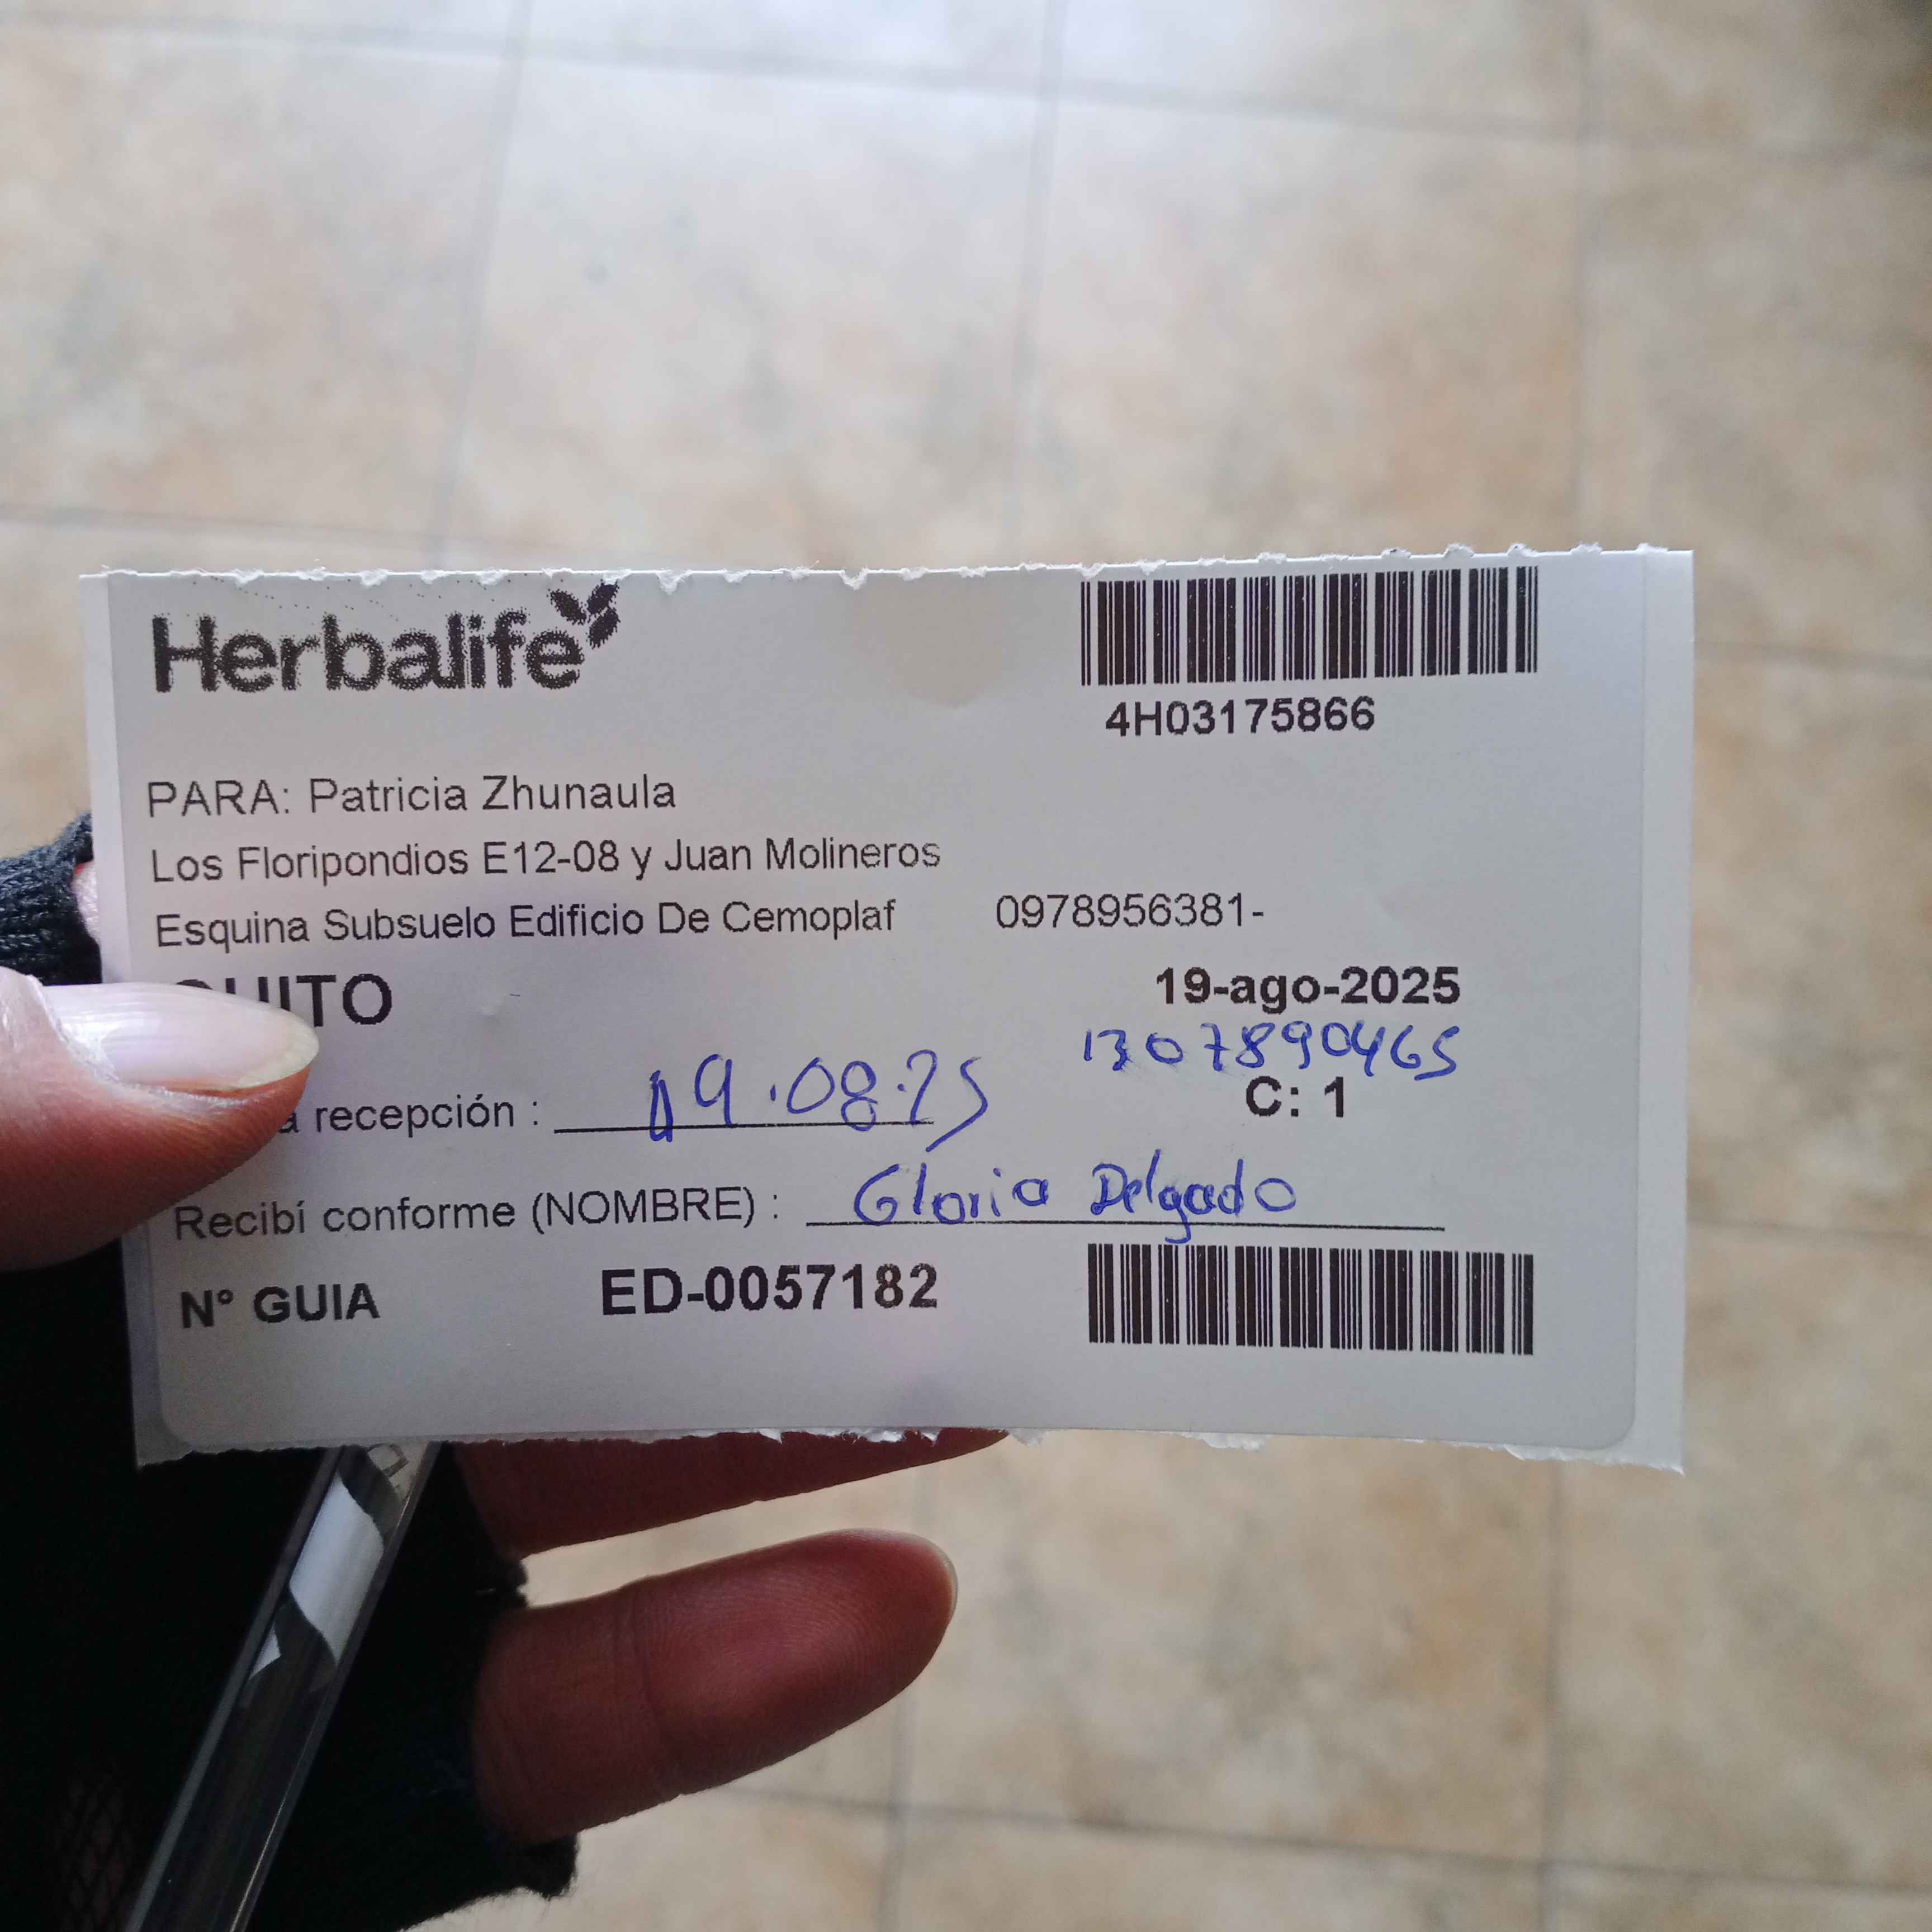 Herbalife
4H03175866
PARA: Patricia Zhunaula
Los Floripondios E12-08 y Juan Molineros
Esquina Subsuelo Edificio De Cemoplaf 0978956381-
QUITO 19-ago-2025
1307890465
recepción : 19.08.25 C: 1
Recibí conforme (NOMBRE) : Gloria Delgado
N° GUIA ED-0057182